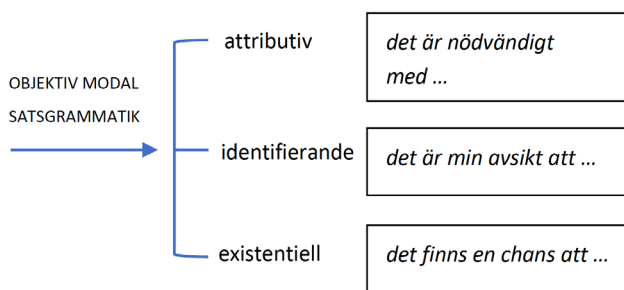 attributiv
det är nödvändigt
med ...
OBJEKTIV MODAL
SATSGRAMMATIK
identifierande
det är min avsikt att ...
existentiell
det finns en chans att ...